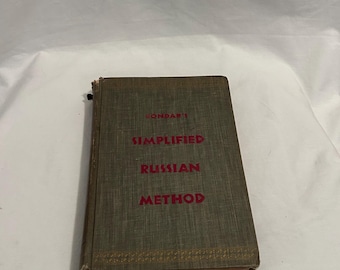 BONDAR'S
SIMPLIFIED
RUSSIAN
METHOD